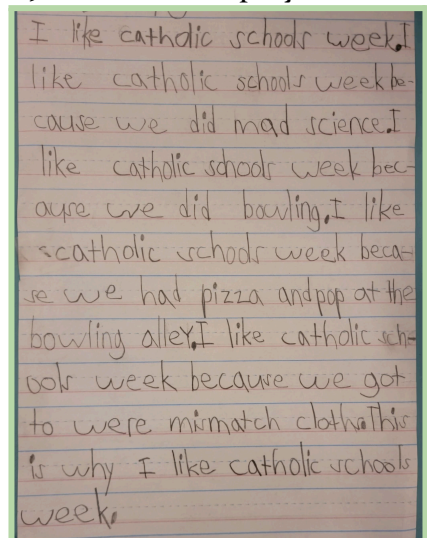 I like catholic schools week.I
like catholic schools week be-
cause we did mad science.I
like catholic schools week bec-
ause we did bowling.I like
catholic schools week beca-
se we had pizza and pop at the
bowling alley.I like catholic sch-
ools week because we got
to were mismatch cloths.This
is why I like catholic schools
week.